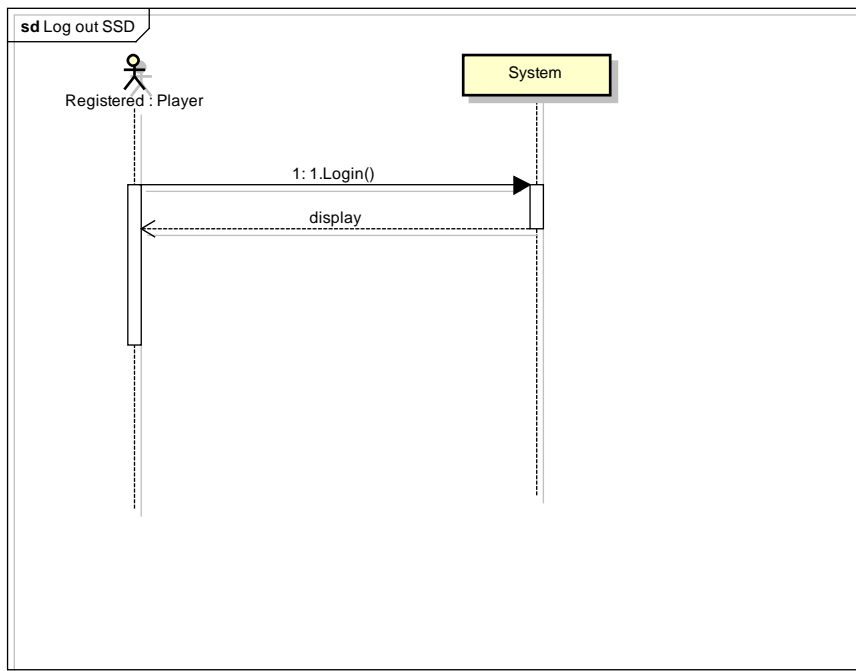 sd Log out SSD
Registered : Player
System
1: 1.Login()
display